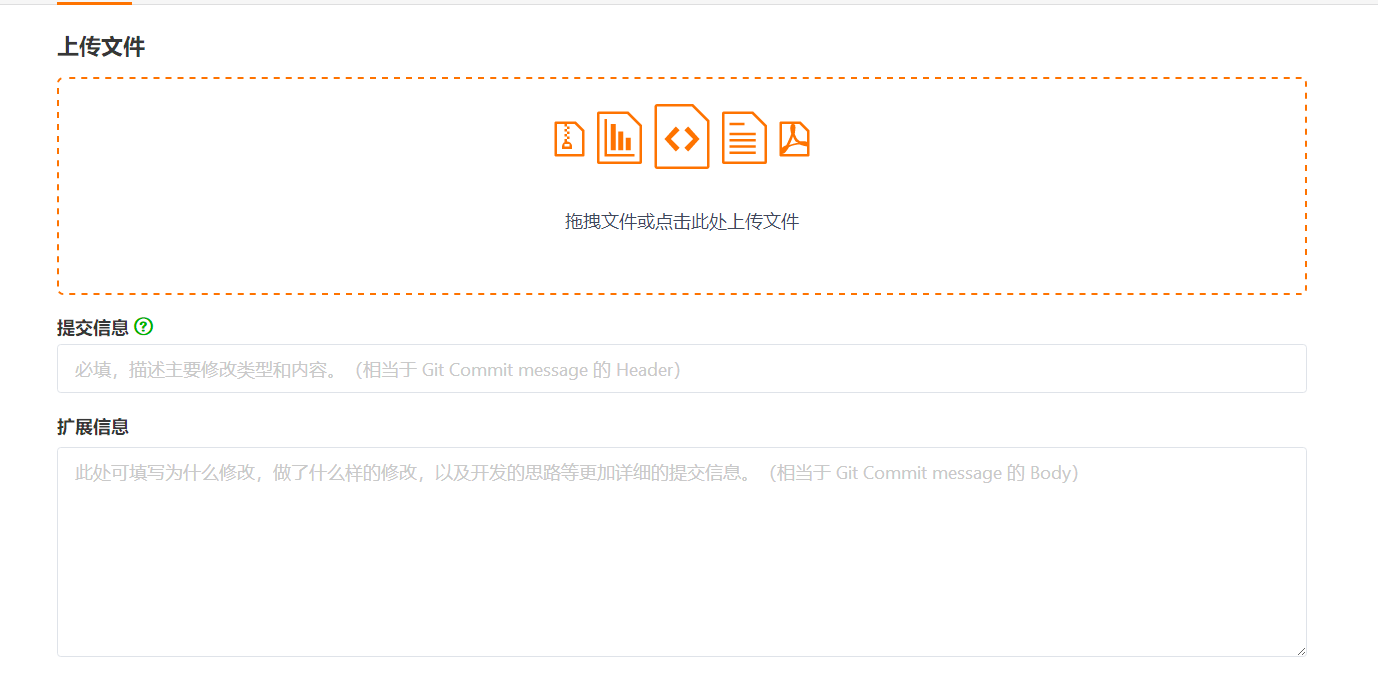 上传文件
拖拽文件或点击此处上传文件
提交信息
必填，描述主要修改类型和内容。（相当于 Git Commit message 的 Header）
扩展信息
此处可填写为什么修改，做了什么样的修改，以及开发的思路等更加详细的提交信息。（相当于 Git Commit message 的 Body）